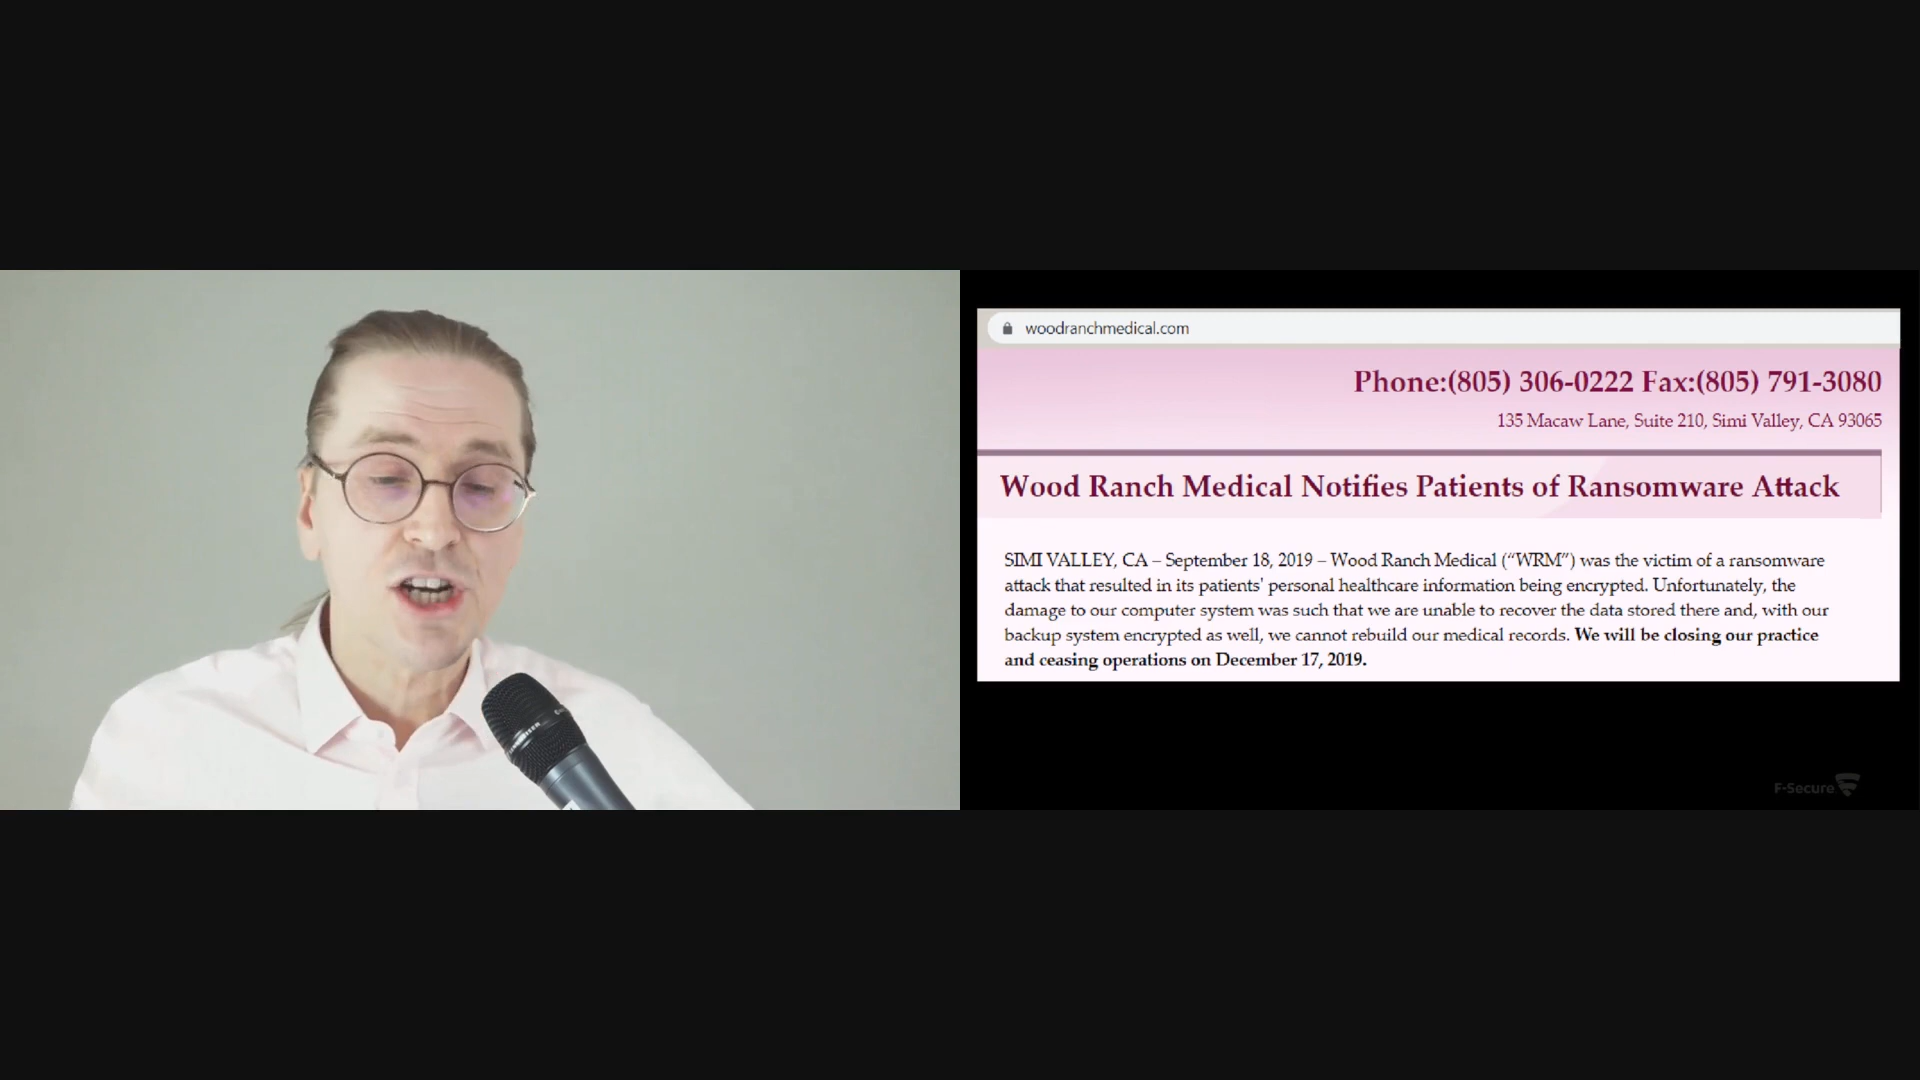 woodranchmedical.com
Phone:(805) 306-0222 Fax:(805) 791-3080
135 Macaw Lane, Suite 210, Simi Valley, CA 93065
Wood Ranch Medical Notifies Patients of Ransomware Attack
SIMI VALLEY, CA – September 18, 2019 – Wood Ranch Medical (“WRM”) was the victim of a ransomware
attack that resulted in its patients' personal healthcare information being encrypted. Unfortunately, the
damage to our computer system was such that we are unable to recover the data stored there and, with our
backup system encrypted as well, we cannot rebuild our medical records. We will be closing our practice
and ceasing operations on December 17, 2019.
F-Secure